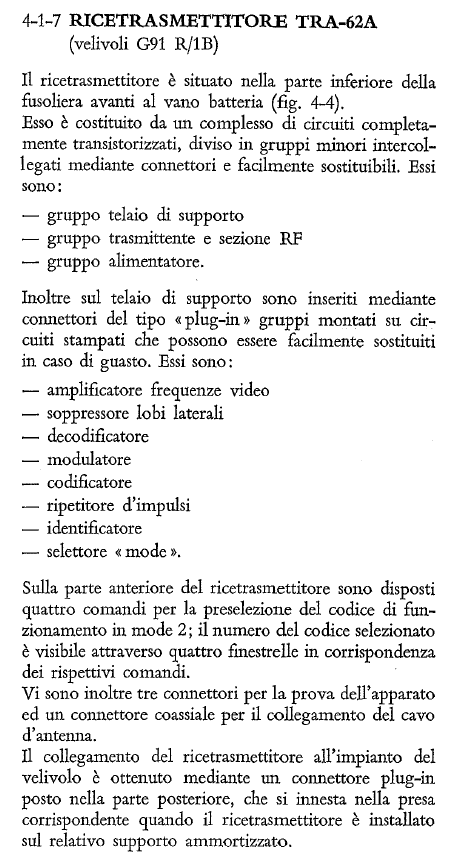 4-1-7 RICETRASMETTITORE TRA-62A
(velivoli G91 R/1B)
Il ricetrasmettitore è situato nella parte inferiore della
fusoliera avanti al vano batteria (fig. 4-4).
Esso è costituito da un complesso di circuiti completa-
mente transistorizzati, diviso in gruppi minori intercol-
legati mediante connettori e facilmente sostituibili. Essi
sono:
— gruppo telaio di supporto
— gruppo trasmittente e sezione RF
— gruppo alimentatore.
Inoltre sul telaio di supporto sono inseriti mediante
connettori del tipo « plug-in » gruppi montati su cir-
cuiti stampati che possono essere facilmente sostituiti
in caso di guasto. Essi sono:
— amplificatore frequenze video
— soppressore lobi laterali
— decodificatore
— modulatore
— codificatore
— ripetitore d'impulsi
— identificatore
— selettore « mode ».
Sulla parte anteriore del ricetrasmettitore sono disposti
quattro comandi per la preselezione del codice di fun-
zionamento in mode 2; il numero del codice selezionato
è visibile attraverso quattro finestrelle in corrispondenza
dei rispettivi comandi.
Vi sono inoltre tre connettori per la prova dell'apparato
ed un connettore coassiale per il collegamento del cavo
d'antenna.
Il collegamento del ricetrasmettitore all'impianto del
velivolo è ottenuto mediante un connettore plug-in
posto nella parte posteriore, che si innesta nella presa
corrispondente quando il ricetrasmettitore è installato
sul relativo supporto ammortizzato.